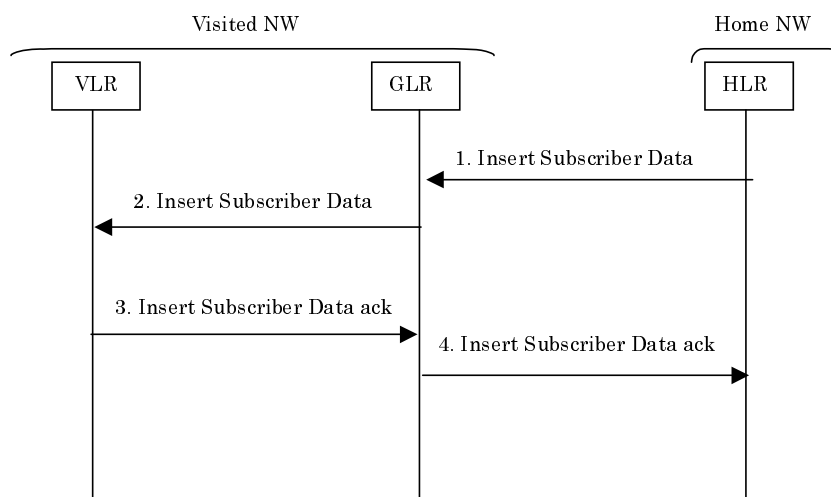 Visited NW
Home NW
VLR
GLR
HLR
1. Insert Subscriber Data
2. Insert Subscriber Data
3. Insert Subscriber Data ack
4. Insert Subscriber Data ack